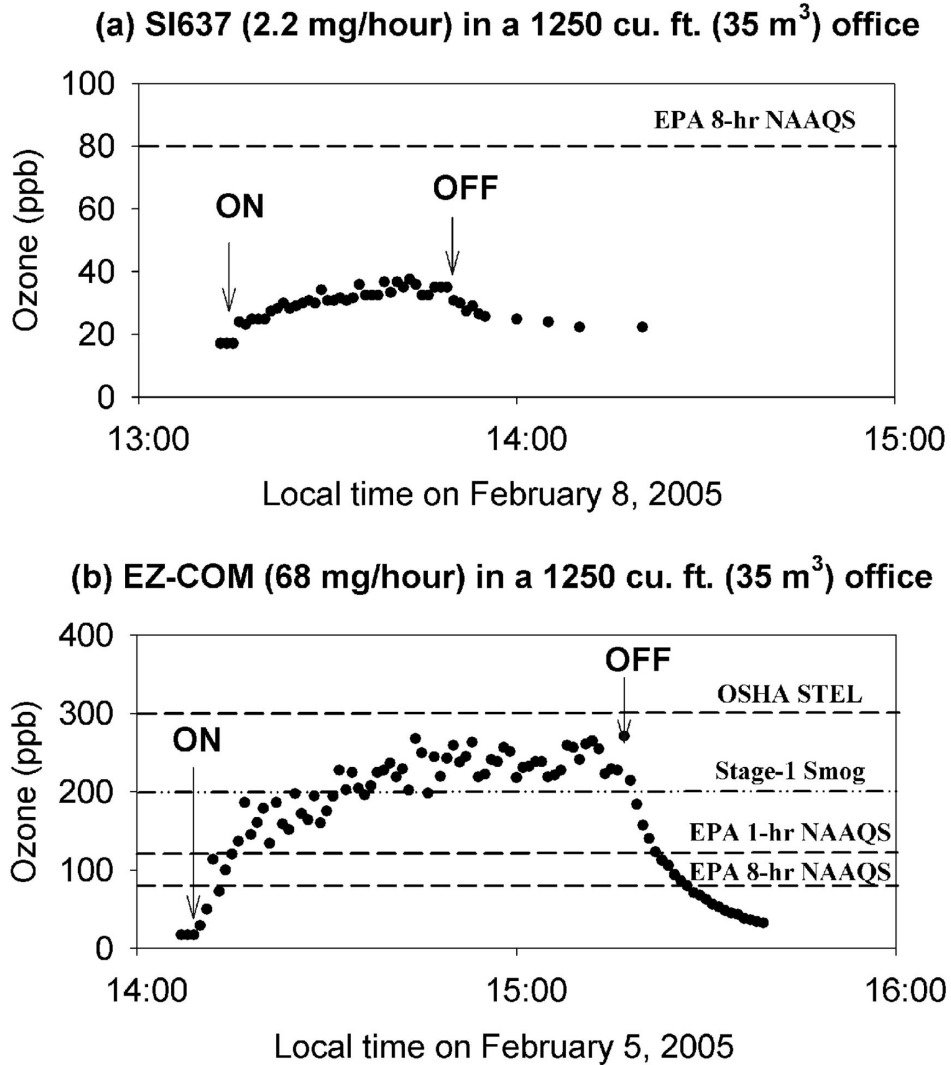 (a) SI637 (2.2 mg/hour) in a 1250 cu. ft. (35 m³) office
100
EPA 8-hr NAAQS
80
OFF
ON
60
40
20
0
Ozone (ppb)
13:00 14:00 15:00
Local time on February 8, 2005
(b) EZ-COM (68 mg/hour) in a 1250 cu. ft. (35 m³) office
400
OFF
OSHA STEL
300
ON
Stage-1 Smog
200
EPA 1-hr NAAQS
100
EPA 8-hr NAAQS
0
Ozone (ppb)
14:00 15:00 16:00
Local time on February 5, 2005